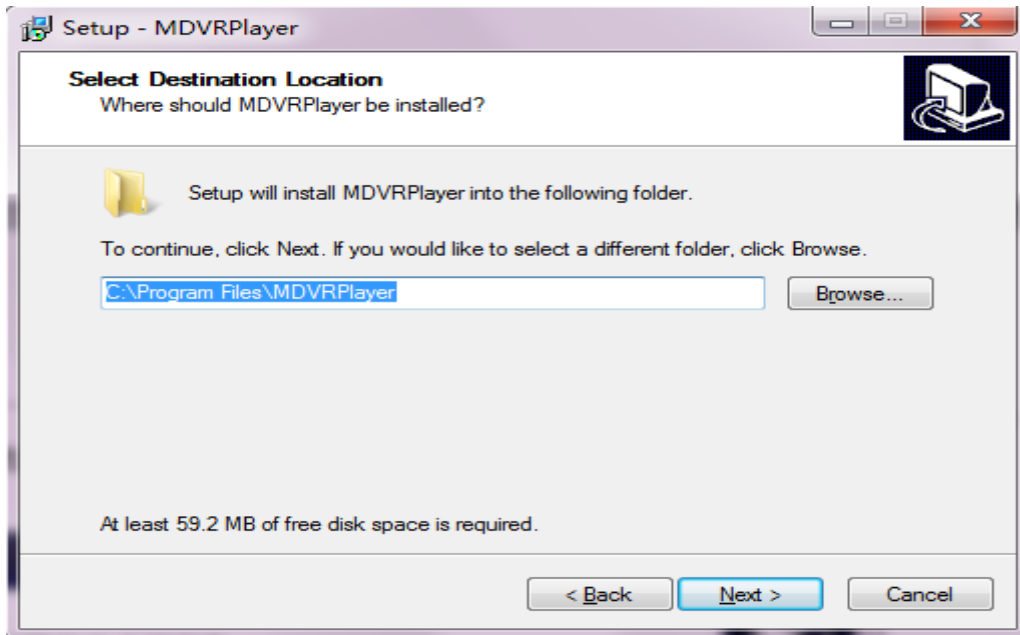 Setup - MDVRPlayer
Select Destination Location
Where should MDVRPlayer be installed?
Setup will install MDVRPlayer into the following folder.
To continue, click Next. If you would like to select a different folder, click Browse.
C:\Program Files\MDVRPlayer
Browse...
At least 59.2 MB of free disk space is required.
< Back Next > Cancel